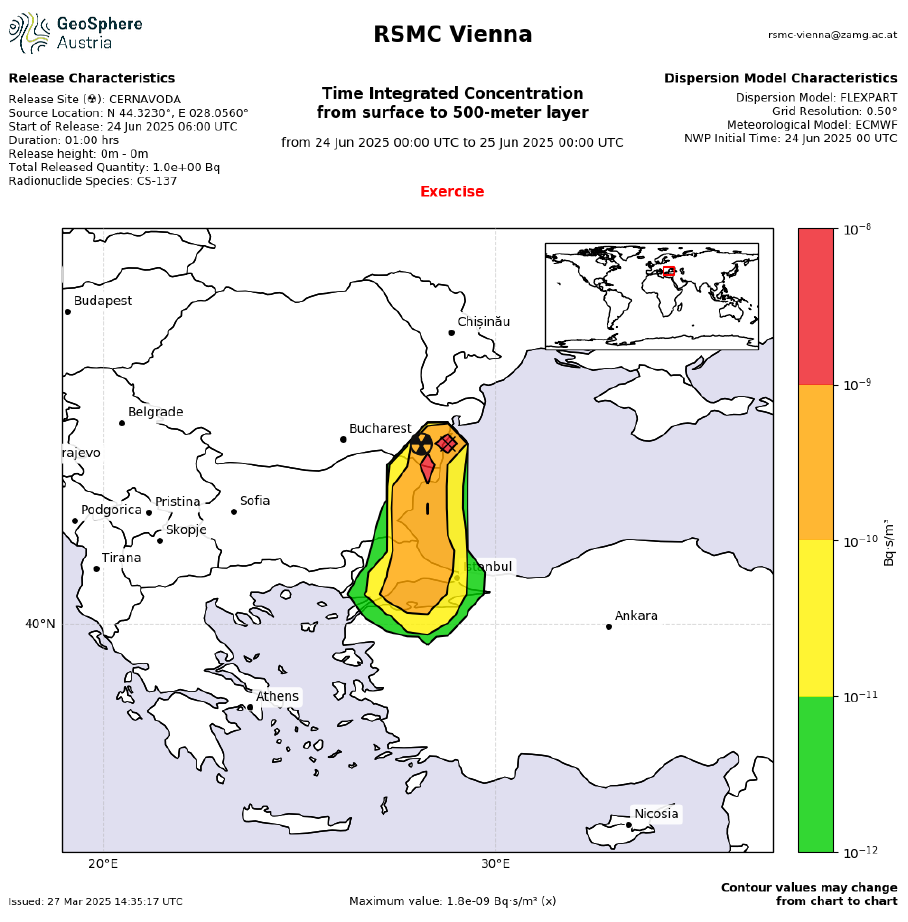 GeoSphere
Austria
RSMC Vienna
rsmc-vienna@zamg.ac.at
Release Characteristics
Release Site (☢): CERNAVODA
Source Location: N 44.3230°, E 028.0560°
Start of Release: 24 Jun 2025 06:00 UTC
Duration: 01:00 hrs
Release height: 0m - 0m
Total Released Quantity: 1.0e+00 Bq
Radionuclide Species: CS-137
Time Integrated Concentration
from surface to 500-meter layer
from 24 Jun 2025 00:00 UTC to 25 Jun 2025 00:00 UTC
Exercise
Dispersion Model Characteristics
Dispersion Model: FLEXPART
Grid Resolution: 0.50°
Meteorological Model: ECMWF
NWP Initial Time: 24 Jun 2025 00 UTC
Budapest
Chișinău
Belgrade
Bucharest
rajevo
Pristina
Sofia
Podgorica
Skopje
Tirana
Istanbul
Ankara
Athens
Nicosia
40°N
20°E
30°E
10⁻⁸
10⁻⁹
10⁻¹⁰
10⁻¹¹
10⁻¹²
Bq·s/m³
Issued: 27 Mar 2025 14:35:17 UTC
Maximum value: 1.8e-09 Bq·s/m³ (x)
Contour values may change
from chart to chart